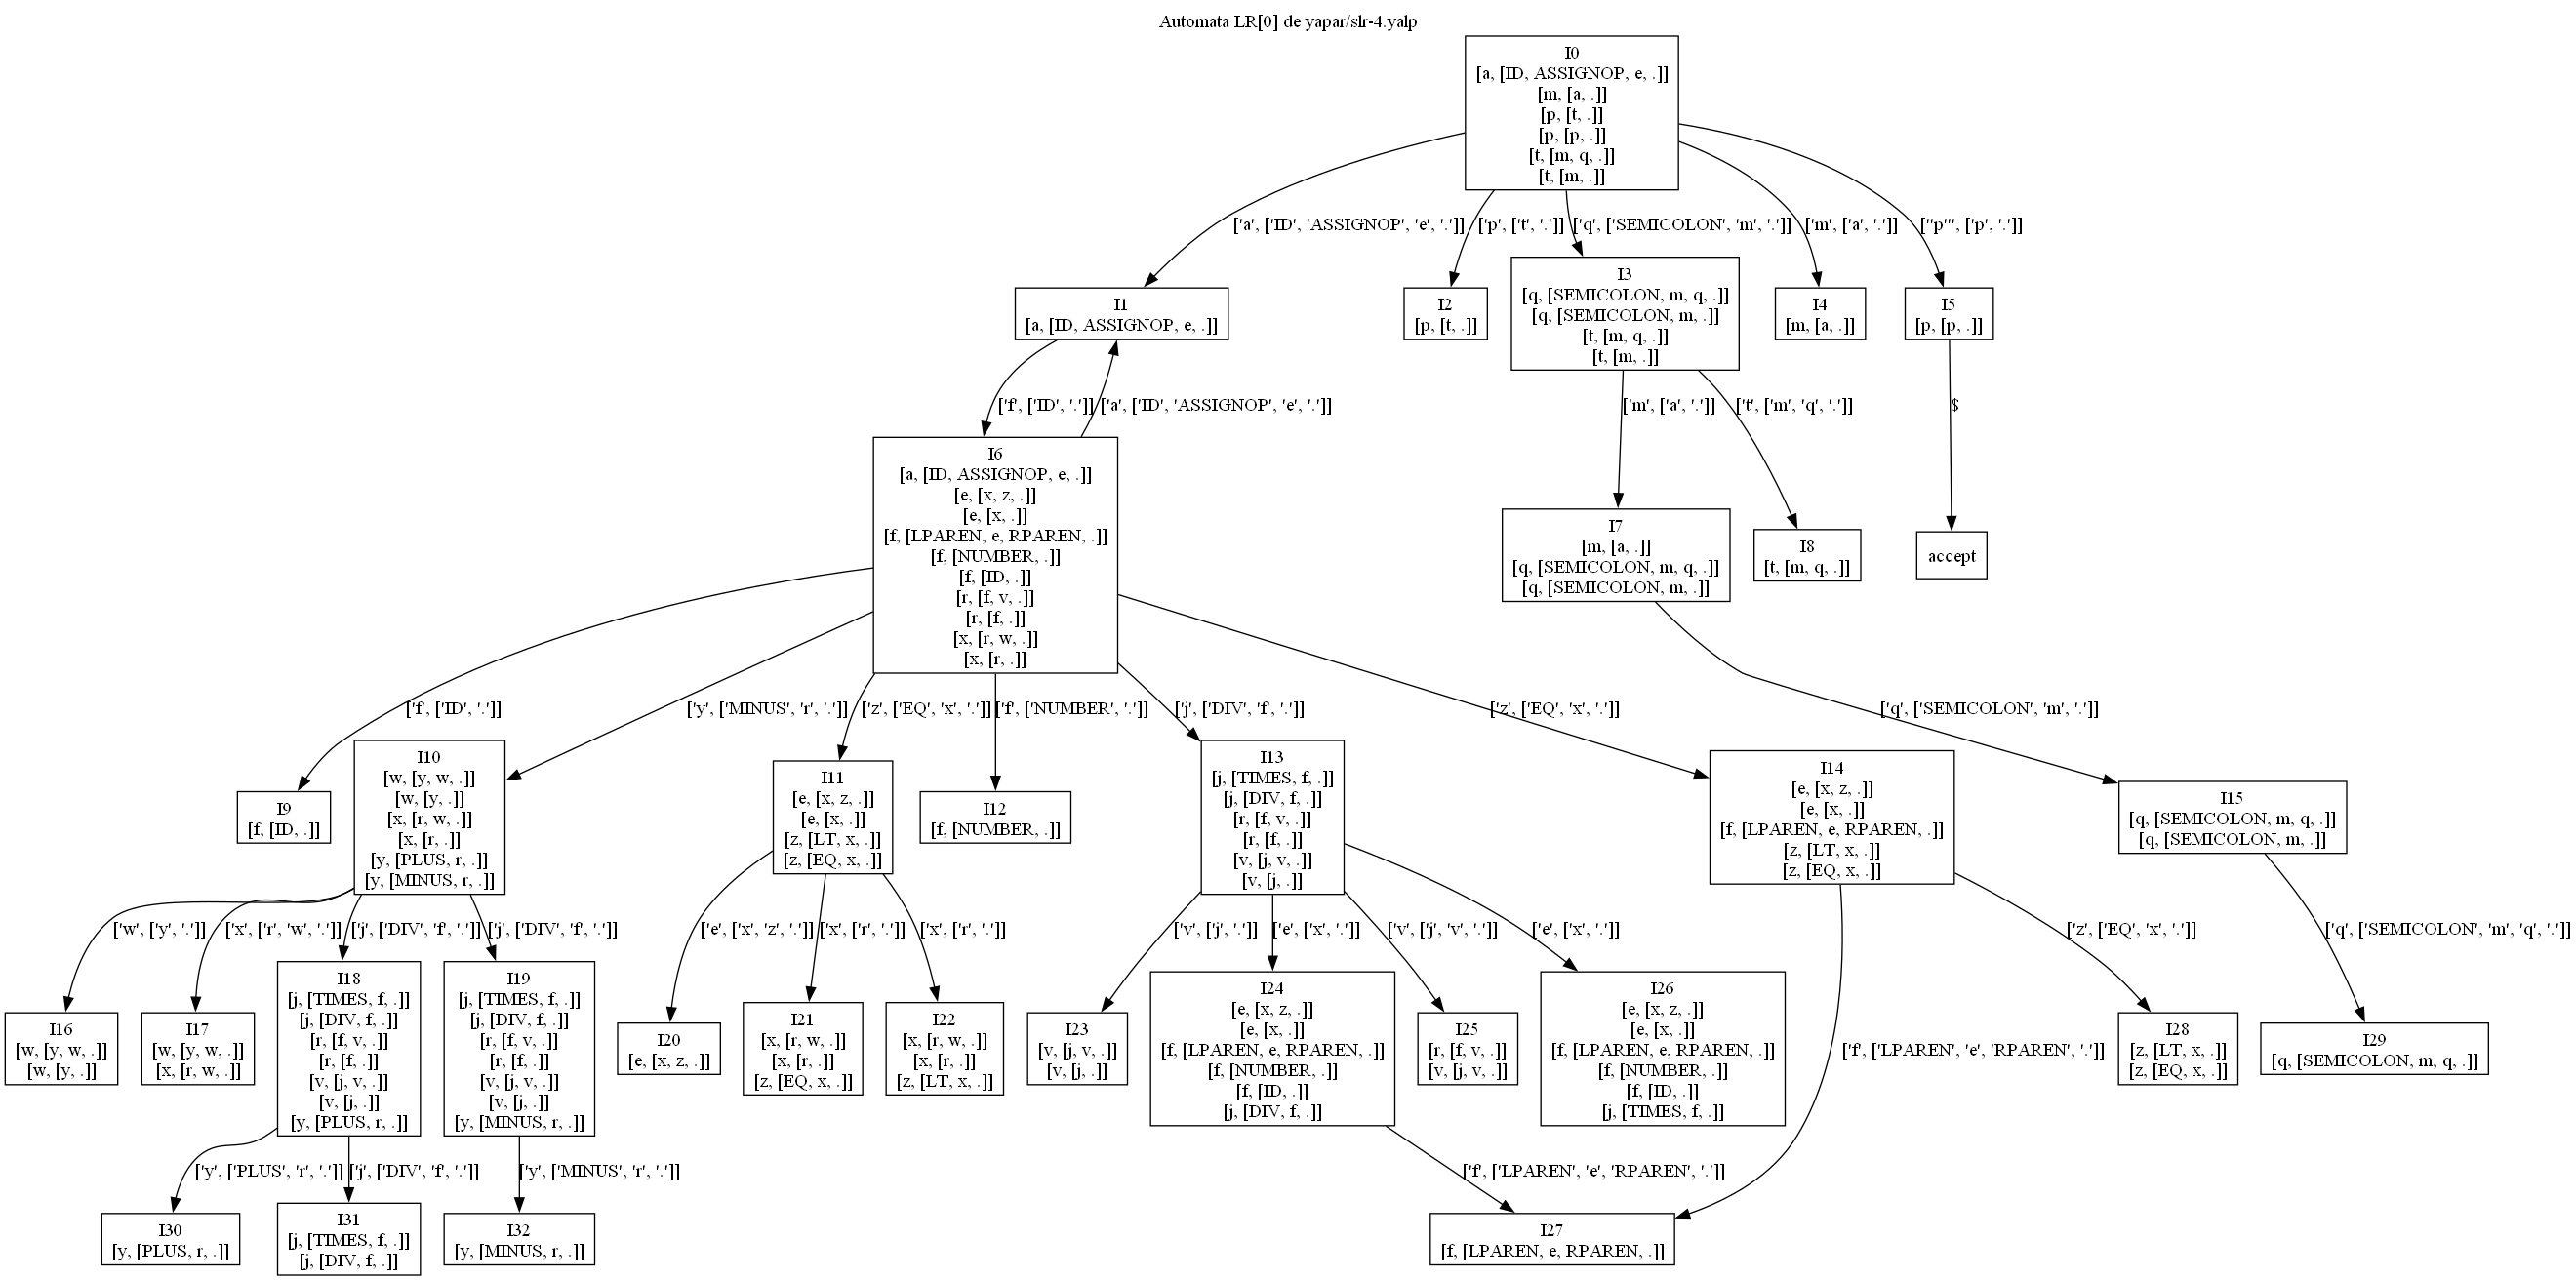 Automata LR[0] de yapar/slr-4.yalp
I0
[a, [ID, ASSIGNOP, e, .]]
[m, [a, .]]
[p, [t, .]]
[p, [p, .]]
[t, [m, q, .]]
[t, [m, .]]
['a', ['ID', 'ASSIGNOP', 'e', '.']]
['p', ['t', '.']]
['q', ['SEMICOLON', 'm', '.']]
['m', ['a', '.']]
["p'", ['p', '.']]
I1
[a, [ID, ASSIGNOP, e, .]]
I2
[p, [t, .]]
I3
[q, [SEMICOLON, m, q, .]]
[q, [SEMICOLON, m, .]]
[t, [m, q, .]]
[t, [m, .]]
I4
[m, [a, .]]
I5
[p, [p, .]]
['f', ['ID', '.']]
['a', ['ID', 'ASSIGNOP', 'e', '.']]
['m', ['a', '.']]
['t', ['m', 'q', '.']]
$
I6
[a, [ID, ASSIGNOP, e, .]]
[e, [x, z, .]]
[e, [x, .]]
[f, [LPAREN, e, RPAREN, .]]
[f, [NUMBER, .]]
[f, [ID, .]]
[r, [f, v, .]]
[r, [f, .]]
[x, [r, w, .]]
[x, [r, .]]
I7
[m, [a, .]]
[q, [SEMICOLON, m, q, .]]
[q, [SEMICOLON, m, .]]
I8
[t, [m, q, .]]
accept
['f', ['ID', '.']]
['y', ['MINUS', 'r', '.']]
['z', ['EQ', 'x', '.']]
['f', ['NUMBER', '.']]
['j', ['DIV', 'f', '.']]
['z', ['EQ', 'x', '.']]
['q', ['SEMICOLON', 'm', '.']]
I9
[f, [ID, .]]
I10
[w, [y, w, .]]
[w, [y, .]]
[x, [r, w, .]]
[x, [r, .]]
[y, [PLUS, r, .]]
[y, [MINUS, r, .]]
I11
[e, [x, z, .]]
[e, [x, .]]
[z, [LT, x, .]]
[z, [EQ, x, .]]
I12
[f, [NUMBER, .]]
I13
[j, [TIMES, f, .]]
[j, [DIV, f, .]]
[r, [f, v, .]]
[r, [f, .]]
[v, [j, v, .]]
[v, [j, .]]
I14
[e, [x, z, .]]
[e, [x, .]]
[f, [LPAREN, e, RPAREN, .]]
[z, [LT, x, .]]
[z, [EQ, x, .]]
I15
[q, [SEMICOLON, m, q, .]]
[q, [SEMICOLON, m, .]]
['w', ['y', '.']]
['x', ['r', 'w', '.']]
['j', ['DIV', 'f', '.']]
['j', ['DIV', 'f', '.']]
['e', ['x', 'z', '.']]
['x', ['r', '.']]
['x', ['r', '.']]
['v', ['j', '.']]
['e', ['x', '.']]
['v', ['j', 'v', '.']]
['e', ['x', '.']]
['f', ['LPAREN', 'e', 'RPAREN', '.']]
['z', ['EQ', 'x', '.']]
['q', ['SEMICOLON', 'm', 'q', '.']]
I16
[w, [y, w, .]]
[w, [y, .]]
I17
[w, [y, w, .]]
[x, [r, w, .]]
I18
[j, [TIMES, f, .]]
[j, [DIV, f, .]]
[r, [f, v, .]]
[r, [f, .]]
[v, [j, v, .]]
[v, [j, .]]
[y, [PLUS, r, .]]
I19
[j, [TIMES, f, .]]
[j, [DIV, f, .]]
[r, [f, v, .]]
[r, [f, .]]
[v, [j, v, .]]
[v, [j, .]]
[y, [MINUS, r, .]]
I20
[e, [x, z, .]]
I21
[x, [r, w, .]]
[x, [r, .]]
[z, [EQ, x, .]]
I22
[x, [r, w, .]]
[x, [r, .]]
[z, [LT, x, .]]
I23
[v, [j, v, .]]
[v, [j, .]]
I24
[e, [x, z, .]]
[e, [x, .]]
[f, [LPAREN, e, RPAREN, .]]
[f, [NUMBER, .]]
[f, [ID, .]]
[j, [DIV, f, .]]
I25
[r, [f, v, .]]
[v, [j, v, .]]
I26
[e, [x, z, .]]
[e, [x, .]]
[f, [LPAREN, e, RPAREN, .]]
[f, [NUMBER, .]]
[f, [ID, .]]
[j, [TIMES, f, .]]
I28
[z, [LT, x, .]]
[z, [EQ, x, .]]
I29
[q, [SEMICOLON, m, q, .]]
['y', ['PLUS', 'r', '.']]
['j', ['DIV', 'f', '.']]
['y', ['MINUS', 'r', '.']]
['f', ['LPAREN', 'e', 'RPAREN', '.']]
I30
[y, [PLUS, r, .]]
I31
[j, [TIMES, f, .]]
[j, [DIV, f, .]]
I32
[y, [MINUS, r, .]]
I27
[f, [LPAREN, e, RPAREN, .]]